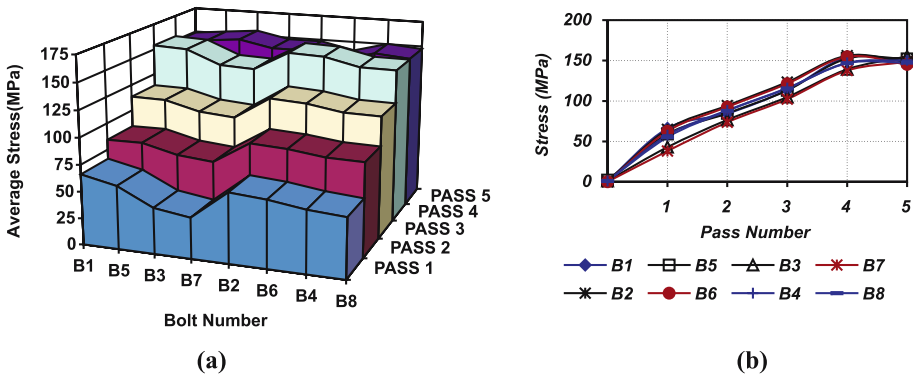 Average Stress(MPa)
175
150
125
100
75
50
25
0
B1 B5 B3 B7 B2 B6 B4 B8
Bolt Number
PASS 5
PASS 4
PASS 3
PASS 2
PASS 1
(a)
Stress (MPa)
200
150
100
50
0
1 2 3 4 5
Pass Number
B1 B5 B3 B7
B2 B6 B4 B8
(b)